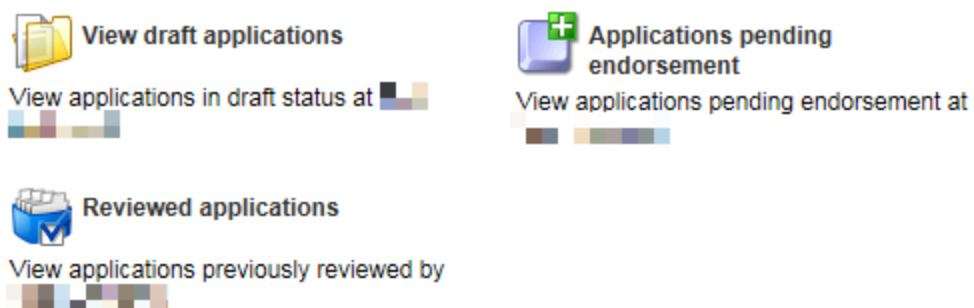 View draft applications
View applications in draft status at
Applications pending
endorsement
View applications pending endorsement at
Reviewed applications
View applications previously reviewed by